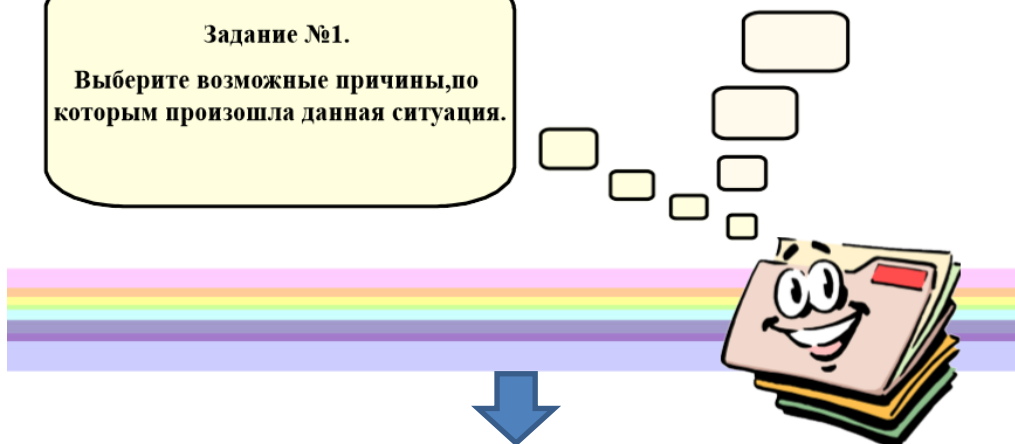 Задание №1.
Выберите возможные причины,по
которым произошла данная ситуация.